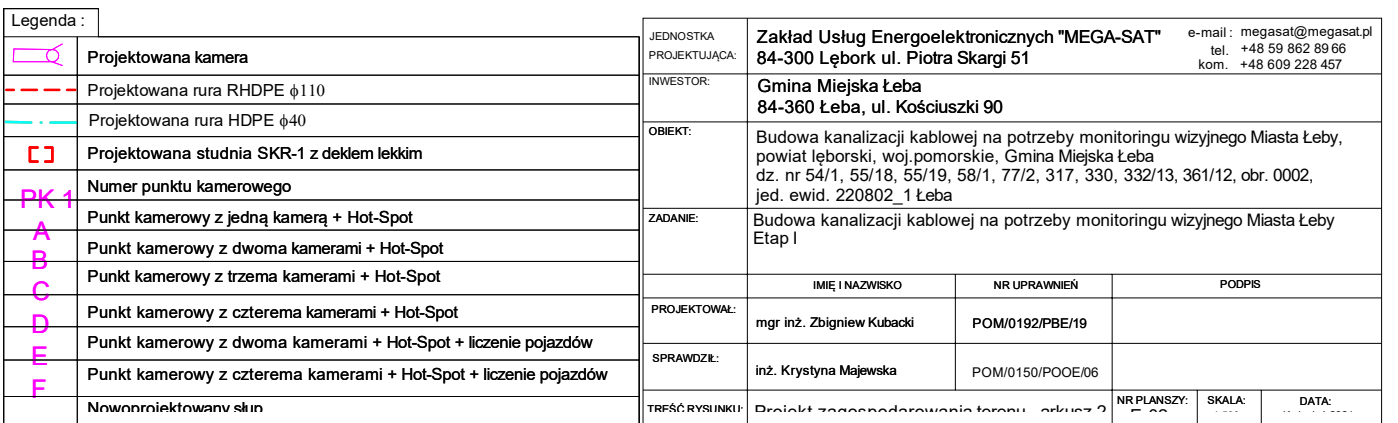 Legenda :
Projektowana kamera
Projektowana rura RHDPE ϕ110
Projektowana rura HDPE ϕ40
Projektowana studnia SKR-1 z deklem lekkim
PK 1 Numer punktu kamerowego
A Punkt kamerowy z jedną kamerą + Hot-Spot
B Punkt kamerowy z dwoma kamerami + Hot-Spot
C Punkt kamerowy z trzema kamerami + Hot-Spot
D Punkt kamerowy z czterema kamerami + Hot-Spot
E Punkt kamerowy z dwoma kamerami + Hot-Spot + liczenie pojazdów
F Punkt kamerowy z czterema kamerami + Hot-Spot + liczenie pojazdów
Nowoprojektowany słup
JEDNOSTKA
PROJEKTUJĄCA:
Zakład Usług Energoelektronicznych "MEGA-SAT"
84-300 Lębork ul. Piotra Skargi 51
e-mail : megasat@megasat.pl
tel. +48 59 862 89 66
kom. +48 609 228 457
INWESTOR:
Gmina Miejska Łeba
84-360 Łeba, ul. Kościuszki 90
OBIEKT:
Budowa kanalizacji kablowej na potrzeby monitoringu wizyjnego Miasta Łeby,
powiat lęborski, woj.pomorskie, Gmina Miejska Łeba
dz. nr 54/1, 55/18, 55/19, 58/1, 77/2, 317, 330, 332/13, 361/12, obr. 0002,
jed. ewid. 220802_1 Łeba
ZADANIE:
Budowa kanalizacji kablowej na potrzeby monitoringu wizyjnego Miasta Łeby
Etap I
IMIĘ I NAZWISKO NR UPRAWNIEŃ PODPIS
PROJEKTOWAŁ:
mgr inż. Zbigniew Kubacki POM/0192/PBE/19
SPRAWDZIŁ:
inż. Krystyna Majewska POM/0150/POOE/06
TREŚĆ RYSUNKU: Projekt zagospodarowania terenu - arkusz 2
NR PLANSZY: SKALA: DATA: